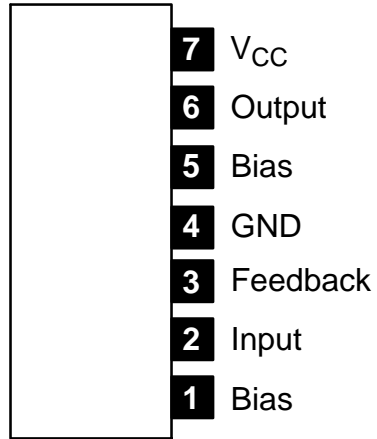 7 VCC
6 Output
5 Bias
4 GND
3 Feedback
2 Input
1 Bias